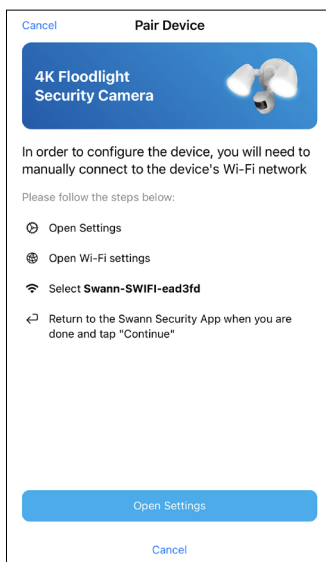 Cancel
Pair Device
4K Floodlight
Security Camera
In order to configure the device, you will need to
manually connect to the device's Wi-Fi network
Please follow the steps below:
Open Settings
Open Wi-Fi settings
Select Swann-SWIFI-ead3fd
Return to the Swann Security App when you are
done and tap "Continue"
Open Settings
Cancel